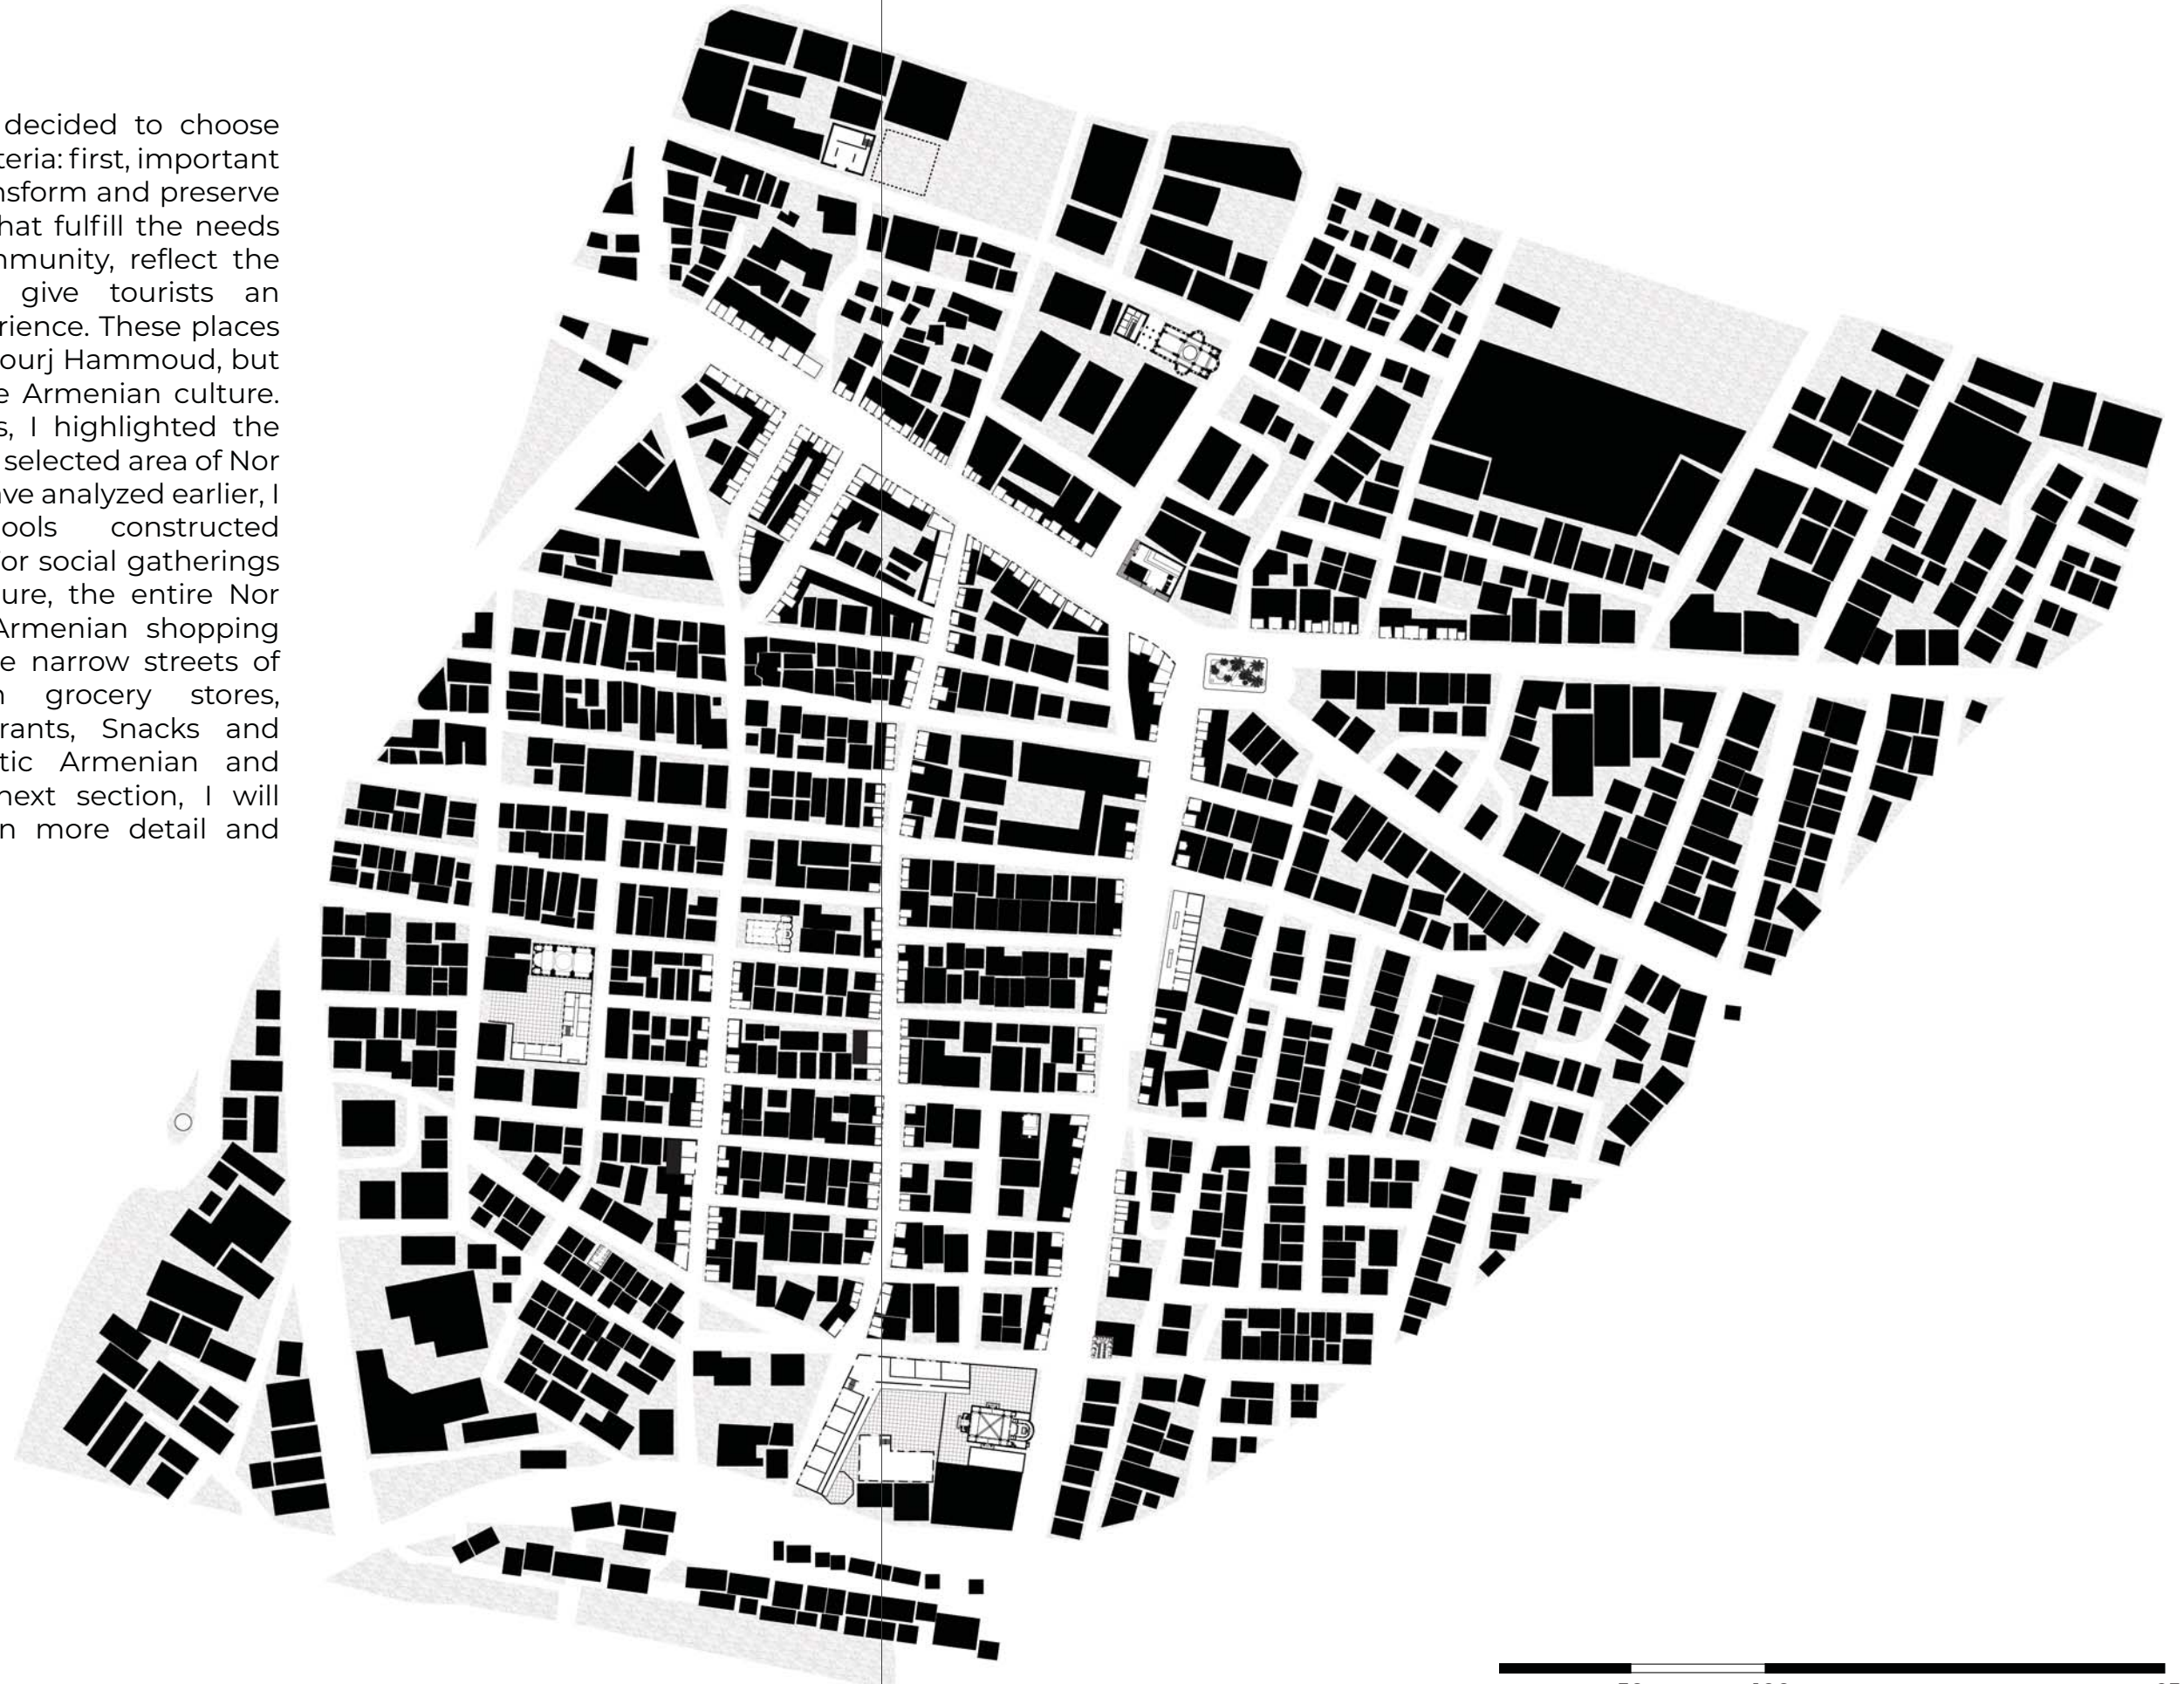 decided to choose
teria: first, important
nsform and preserve
hat fulfill the needs
mmunity, reflect the
give tourists an
rience. These places
ourj Hammoud, but
e Armenian culture.
s, I highlighted the
selected area of Nor
ave analyzed earlier, I
ools constructed
or social gatherings
ure, the entire Nor
Armenian shopping
e narrow streets of
n grocery stores,
rants, Snacks and
tic Armenian and
next section, I will
n more detail and